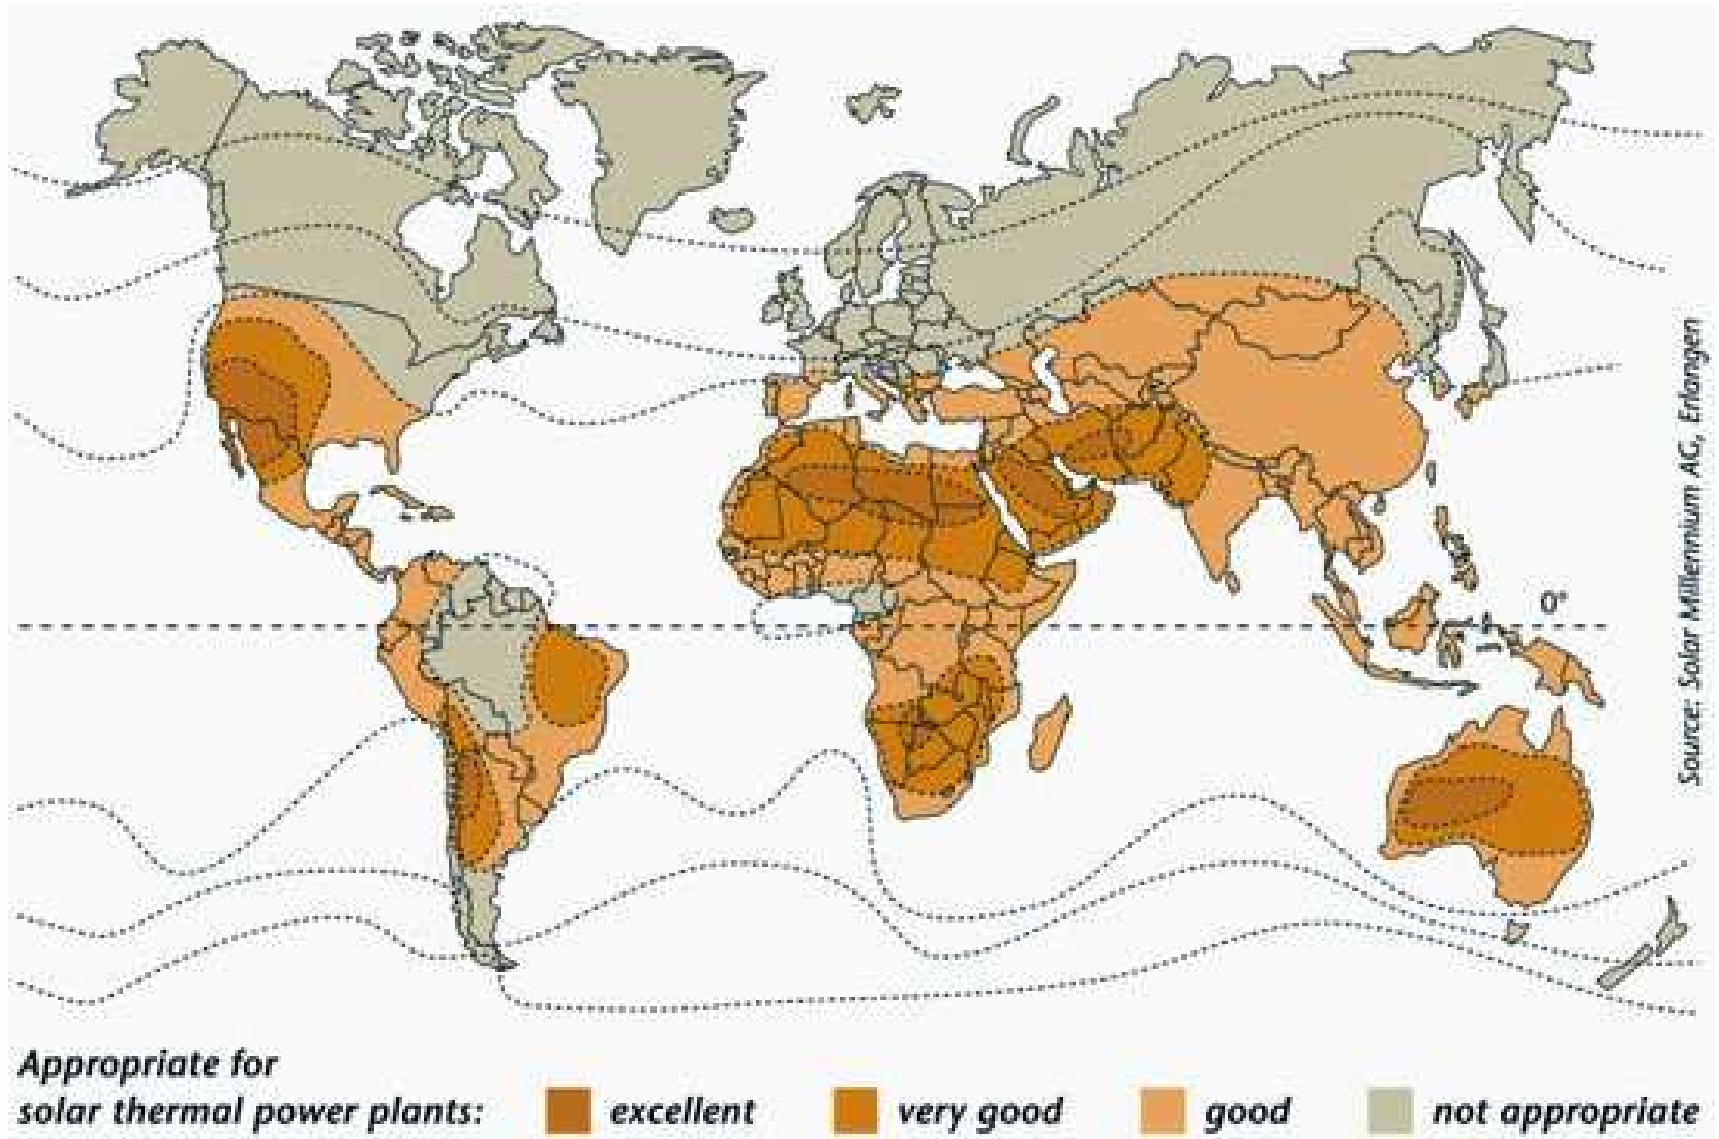 0°
Source: Solar Millennium AG, Erlangen
Appropriate for
solar thermal power plants: excellent very good good not appropriate